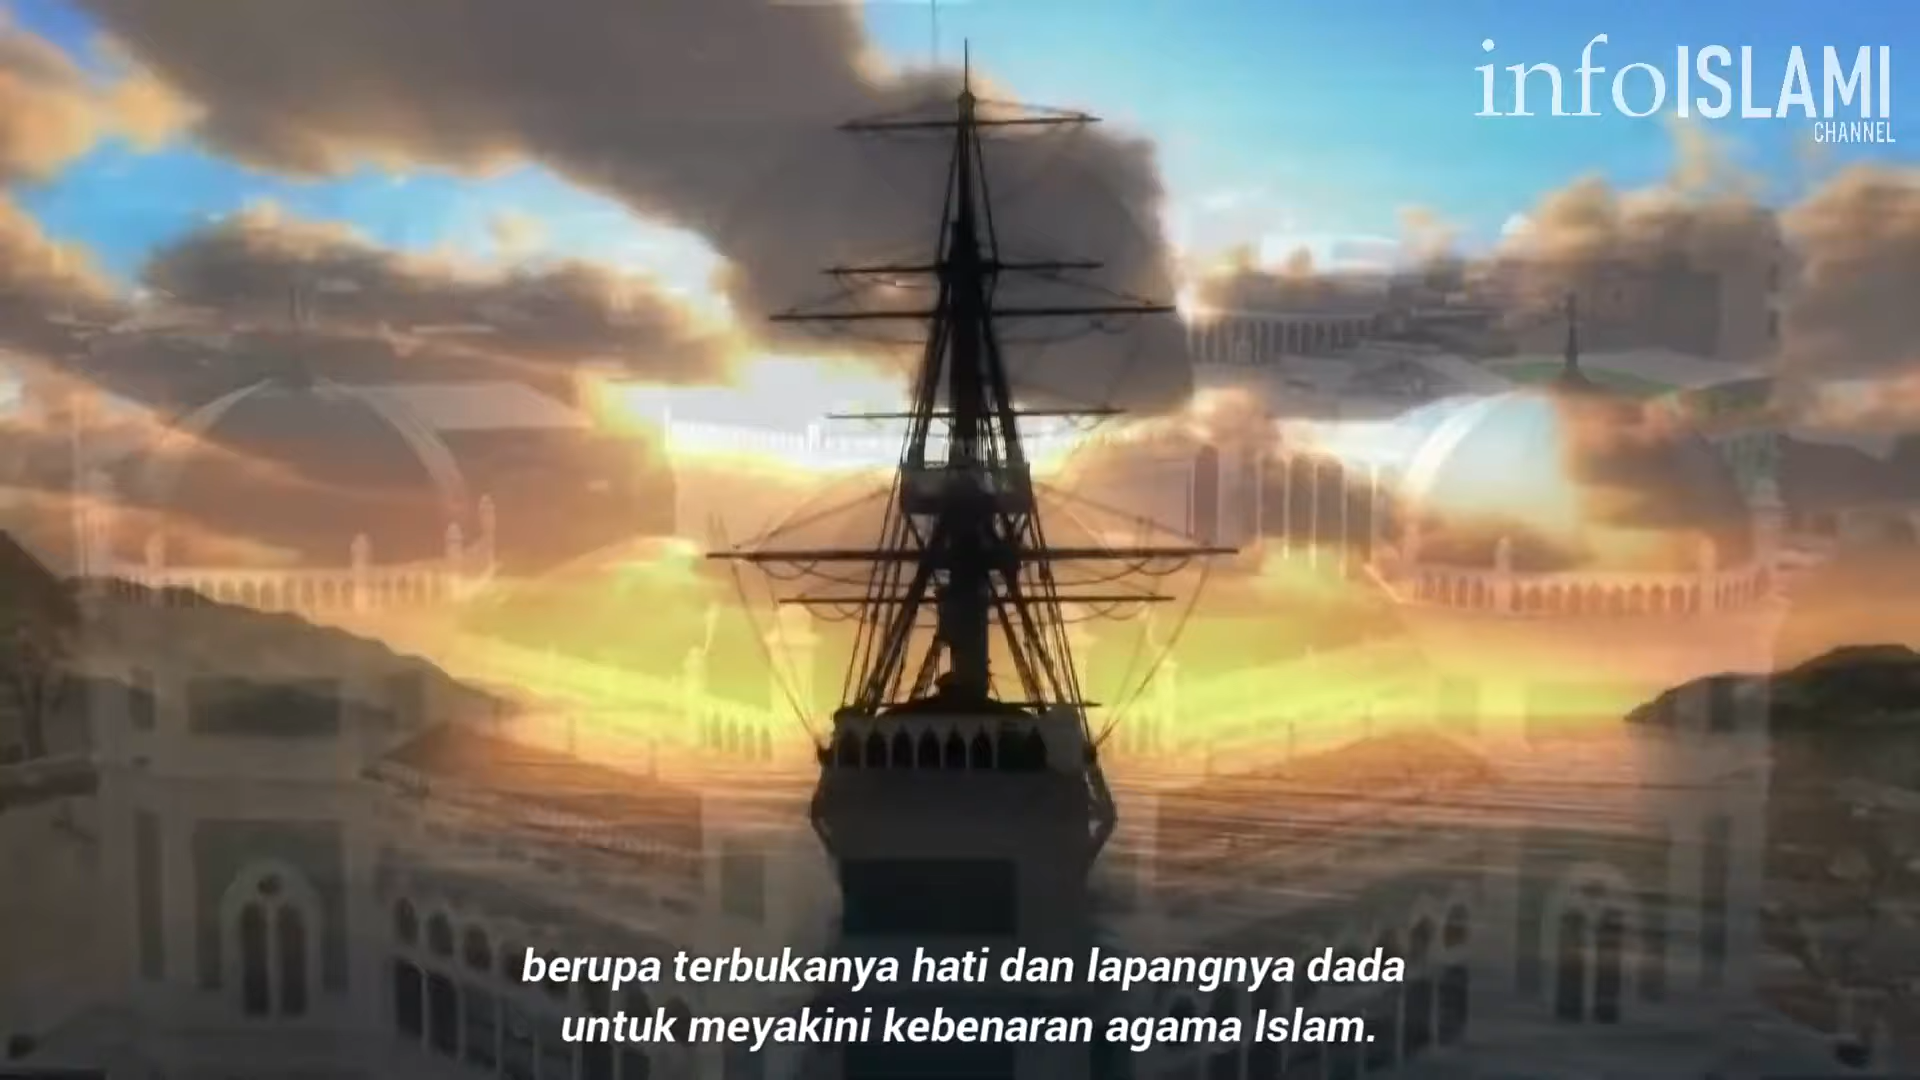 infoISLAMI
CHANNEL
berupa terbukanya hati dan lapangnya dada
untuk meyakini kebenaran agama Islam.